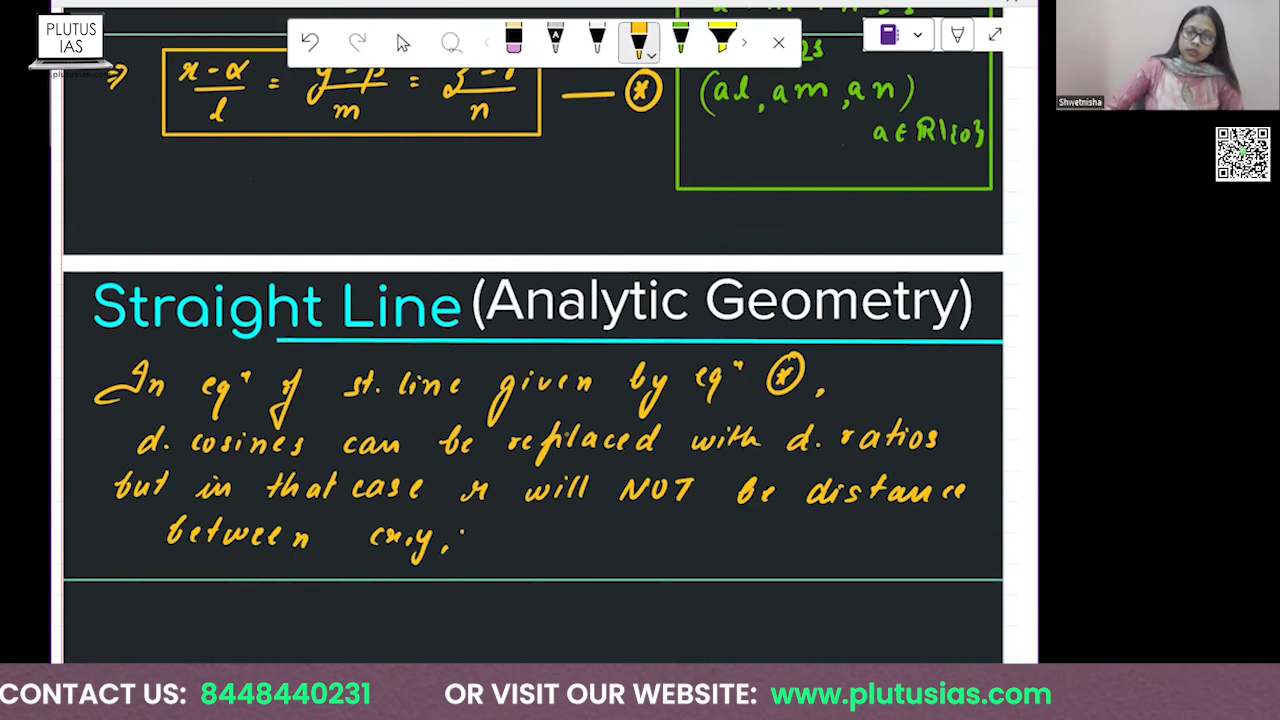 PLUTUS
IAS
.plutusias.com
⇒ x-α/l = y-β/m = z-γ/n — ⊛
(al, am, an)
a ∈ R\{0}
Shwetnisha
Straight Line (Analytic Geometry)
In eqⁿ of st. line given by eqⁿ ⊛,
d. cosines can be replaced with d. ratios
but in that case r will NOT be distance
between (x,y,
CONTACT US: 8448440231 OR VISIT OUR WEBSITE: www.plutusias.com